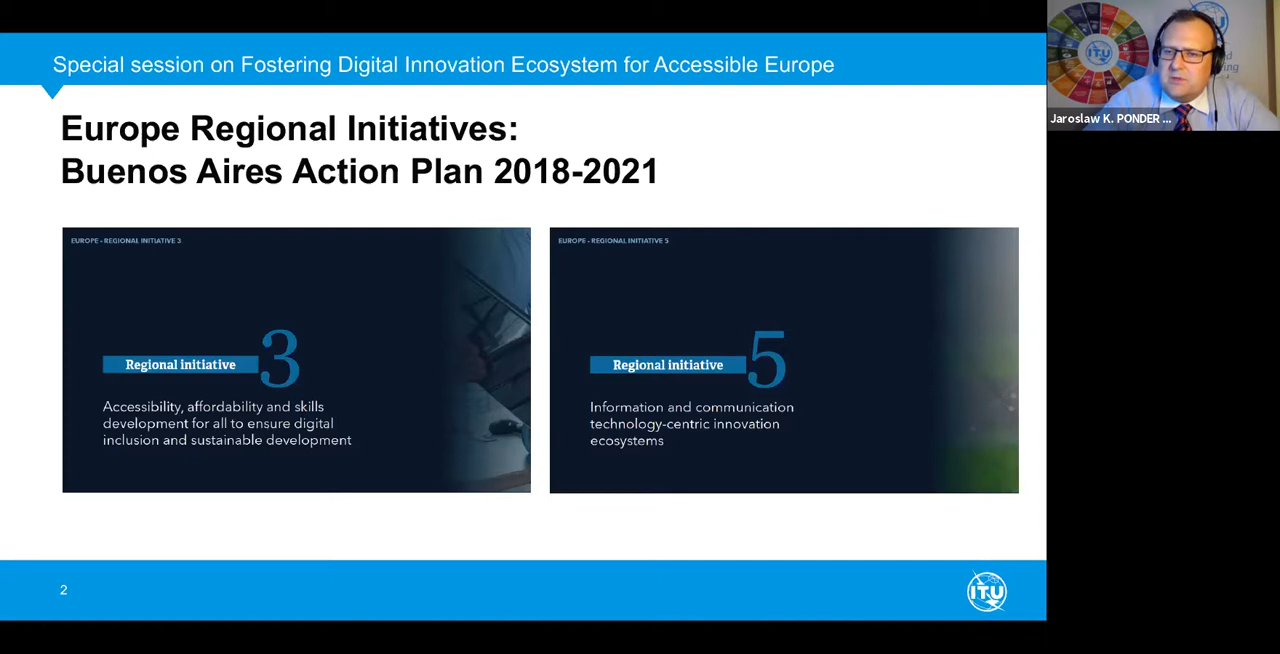 Special session on Fostering Digital Innovation Ecosystem for Accessible Europe
Europe Regional Initiatives:
Buenos Aires Action Plan 2018-2021
EUROPE - REGIONAL INITIATIVE 3
Regional initiative 3
Accessibility, affordability and skills
development for all to ensure digital
inclusion and sustainable development
EUROPE - REGIONAL INITIATIVE 5
Regional initiative 5
Information and communication
technology-centric innovation
ecosystems
2
ITU
ITU
Jaroslaw K. PONDER ...